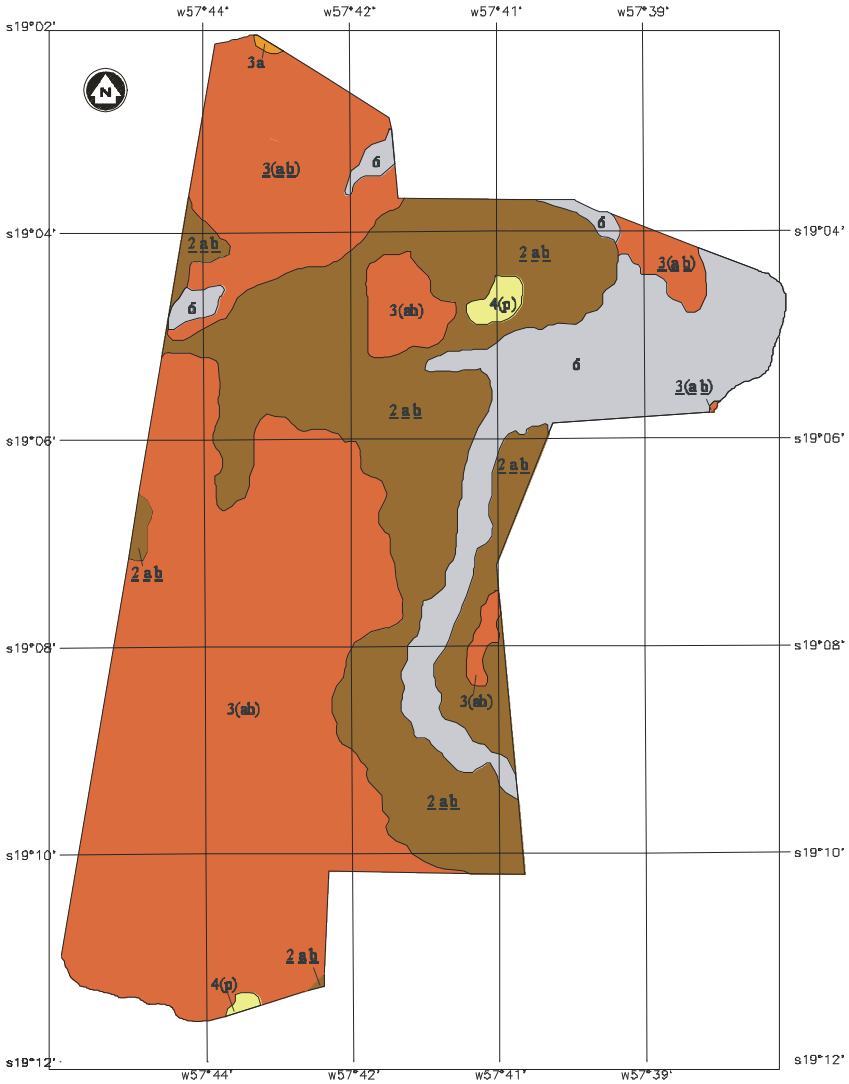 w57°44' w57°42' w57°41' w57°39'
s19°02'
3a
N
6
3(ab)
6
s19°04' s19°04'
2 ab
2 ab
3(ab)
6
3(ab)
4(p)
6
3(ab)
2 ab
s19°06' s19°06'
2 ab
2 ab
s19°08' s19°08'
3(ab)
3(ab)
2 ab
s19°10' s19°10'
2 ab
4(p)
s19°12' s19°12'
w57°44' w57°42' w57°41' w57°39'